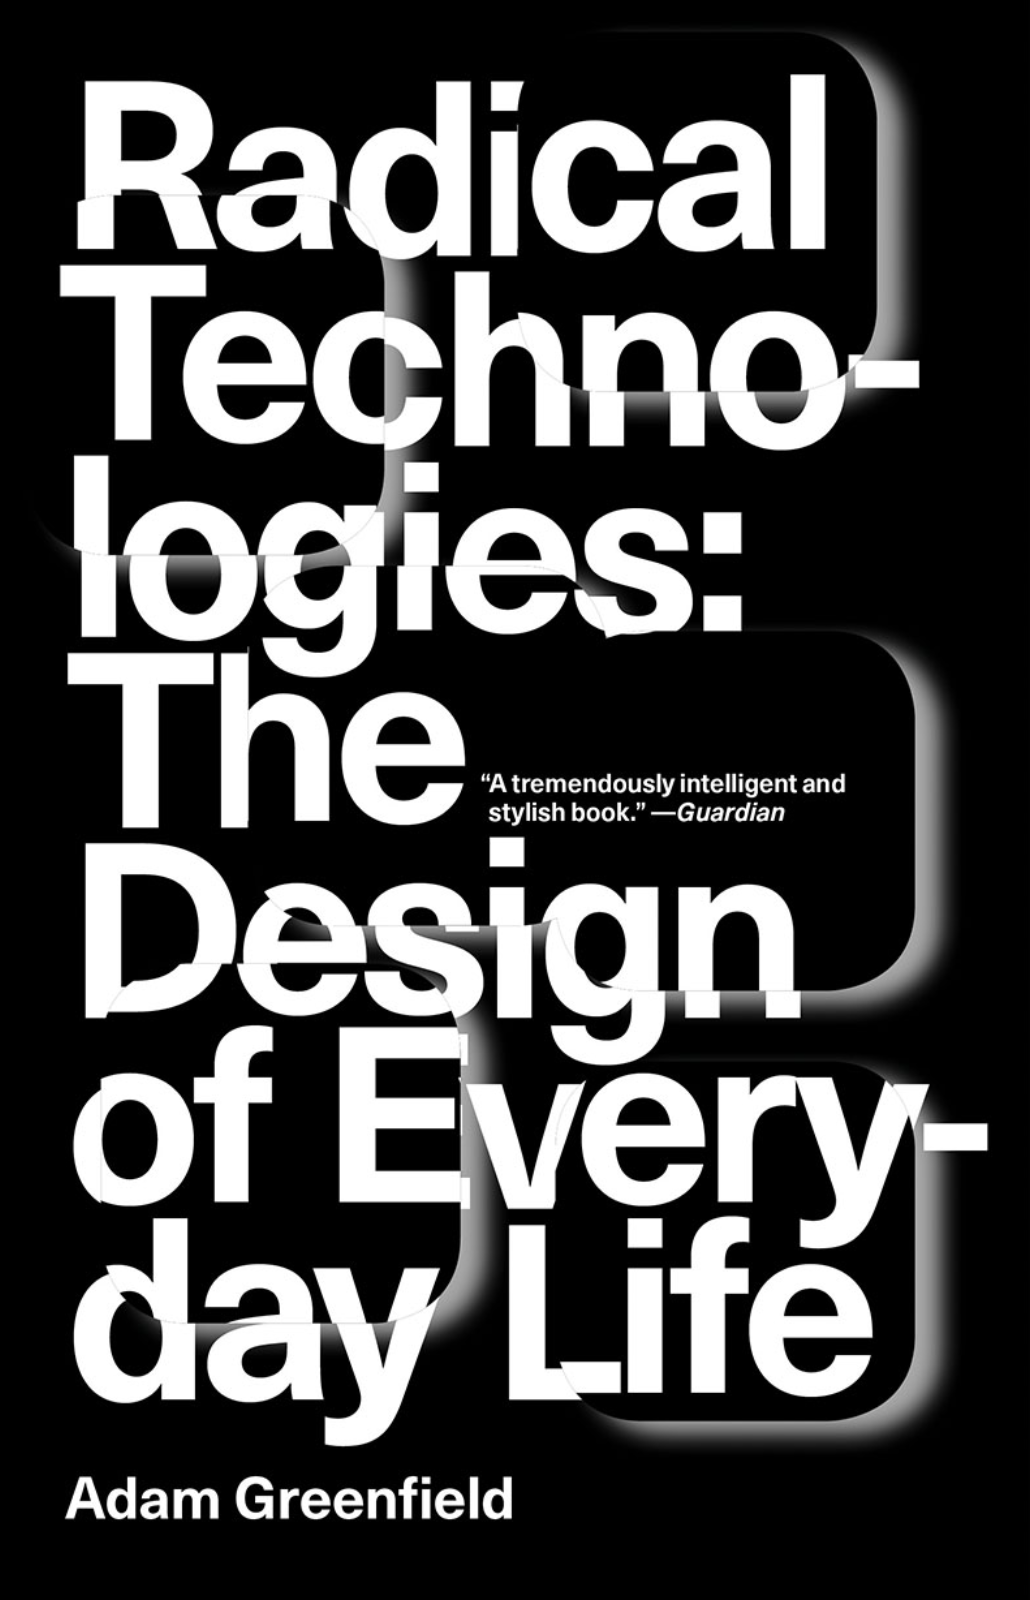 Radical
Techno-
logies:
The
“A tremendously intelligent and
stylish book.” —Guardian
Design
of Every-
day Life
Adam Greenfield